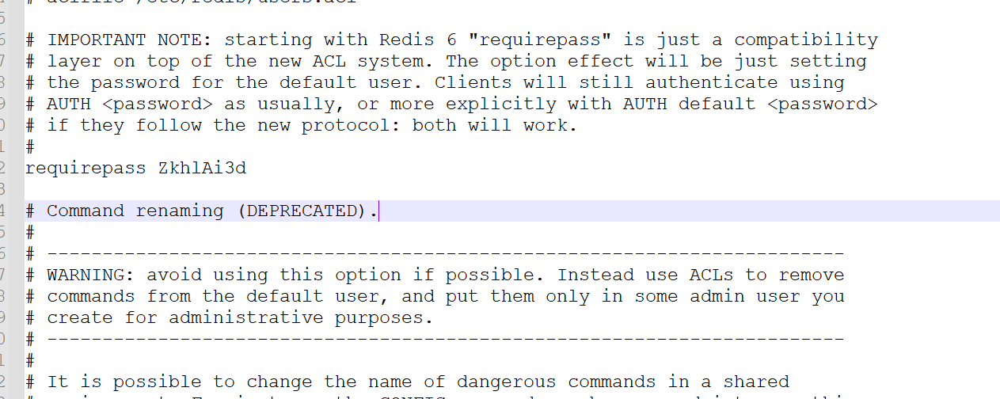 # IMPORTANT NOTE: starting with Redis 6 "requirepass" is just a compatibility
# layer on top of the new ACL system. The option effect will be just setting
# the password for the default user. Clients will still authenticate using
# AUTH <password> as usually, or more explicitly with AUTH default <password>
# if they follow the new protocol: both will work.
#
requirepass ZkhlAi3d
# Command renaming (DEPRECATED).
#
# ------------------------------------------------------------------------
# WARNING: avoid using this option if possible. Instead use ACLs to remove
# commands from the default user, and put them only in some admin user you
# create for administrative purposes.
# ------------------------------------------------------------------------
#
# It is possible to change the name of dangerous commands in a shared